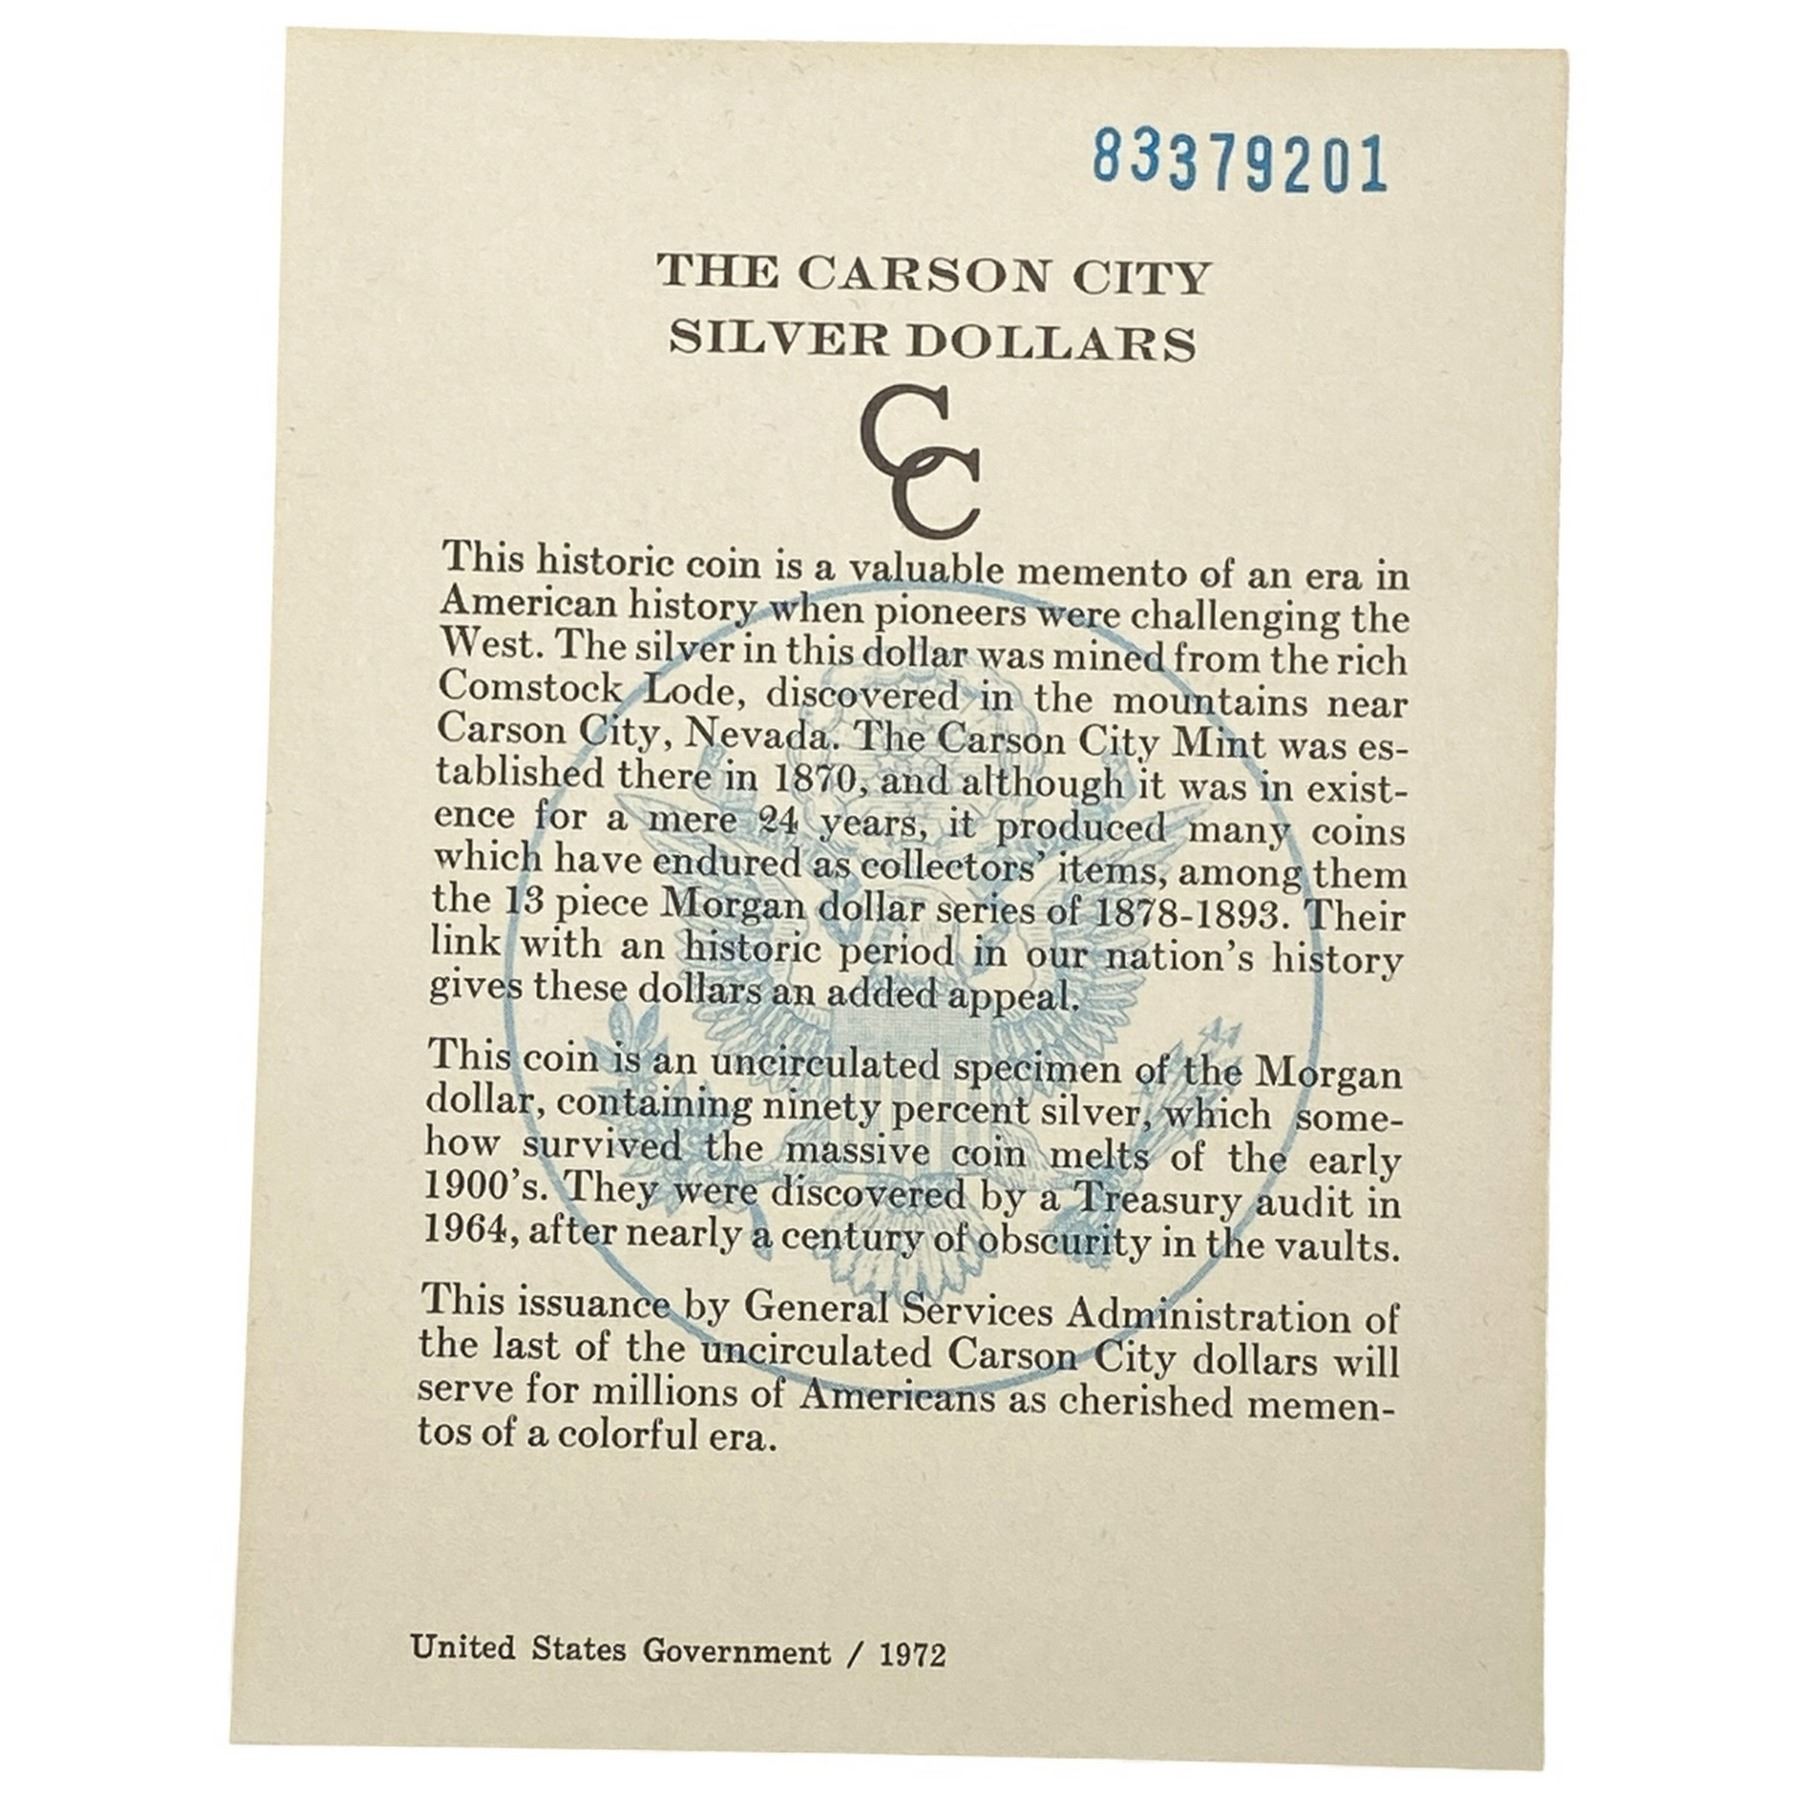 83379201
THE CARSON CITY
SILVER DOLLARS
CC
This historic coin is a valuable memento of an era in
American history when pioneers were challenging the
West. The silver in this dollar was mined from the rich
Comstock Lode, discovered in the mountains near
Carson City, Nevada. The Carson City Mint was es-
tablished there in 1870, and although it was in exist-
ence for a mere 24 years, it produced many coins
which have endured as collectors' items, among them
the 13 piece Morgan dollar series of 1878-1893. Their
link with an historic period in our nation's history
gives these dollars an added appeal.
This coin is an uncirculated specimen of the Morgan
dollar, containing ninety percent silver, which some-
how survived the massive coin melts of the early
1900's. They were discovered by a Treasury audit in
1964, after nearly a century of obscurity in the vaults.
This issuance by General Services Administration of
the last of the uncirculated Carson City dollars will
serve for millions of Americans as cherished memen-
tos of a colorful era.
United States Government / 1972